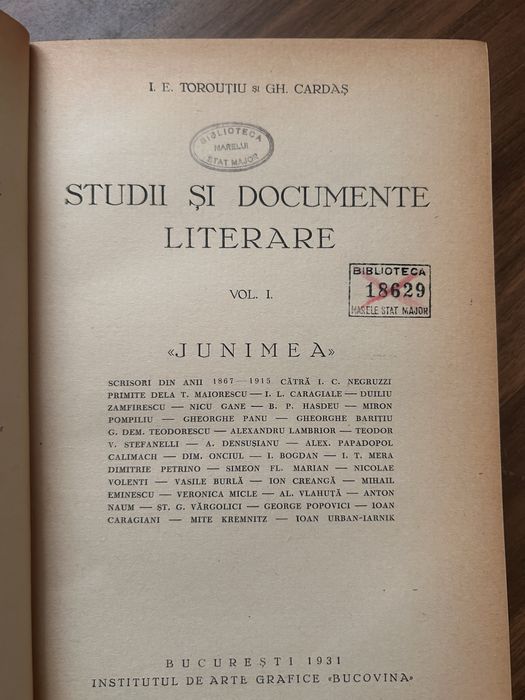 I. E. TOROUȚIU ȘI GH. CARDAȘ
BIBLIOTECA
MARELUI
STAT MAJOR
STUDII ȘI DOCUMENTE
LITERARE
VOL. I.
BIBLIOTECA
18629
MARELE STAT MAJOR
«JUNIMEA»
SCRISORI DIN ANII 1867—1915 CĂTRĂ I. C. NEGRUZZI
PRIMITE DELA T. MAIORESCU — I. L. CARAGIALE — DUILIU
ZAMFIRESCU — NICU GANE — B. P. HASDEU — MIRON
POMPILIU — GHEORGHE PANU — GHEORGHE BARIȚIU
G. DEM. TEODORESCU — ALEXANDRU LAMBRIOR — TEODOR
V. STEFANELLI — A. DENSUȘIANU — ALEX. PAPADOPOL
CALIMACH — DIM. ONCIUL — I. BOGDAN — I. T. MERA
DIMITRIE PETRINO — SIMEON FL. MARIAN — NICOLAE
VOLENTI — VASILE BURLĂ — ION CREANGĂ — MIHAIL
EMINESCU — VERONICA MICLE — AL. VLAHUȚĂ — ANTON
NAUM — ȘT. G. VÂRGOLICI — GEORGE POPOVICI — IOAN
CARAGIANI — MITE KREMNITZ — IOAN URBAN-IARNIK
BUCUREȘTI 1931
INSTITUTUL DE ARTE GRAFICE «BUCOVINA»